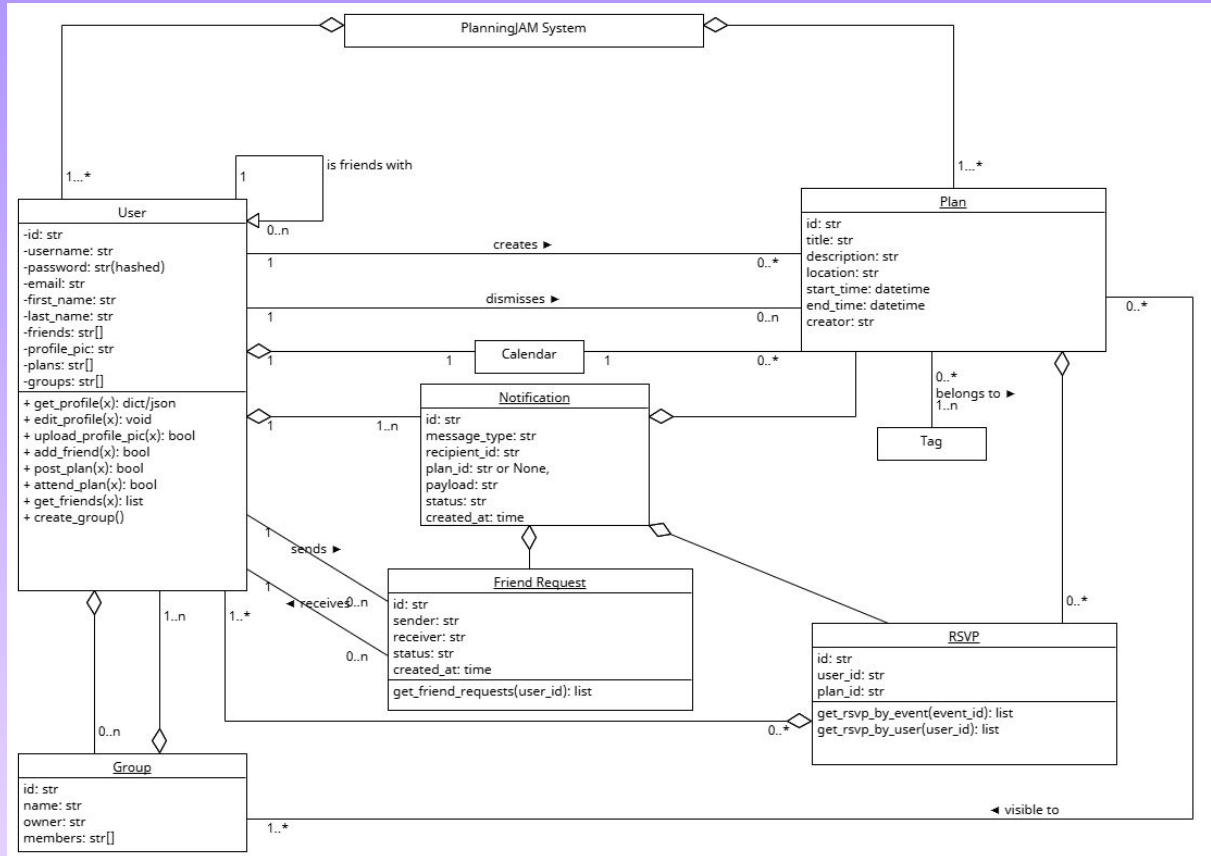 PlanningJAM System
1...*
1...*
1
is friends with
0..n
User
-id: str
-username: str
-password: str(hashed)
-email: str
-first_name: str
-last_name: str
-friends: str[]
-profile_pic: str
-plans: str[]
-groups: str[]
+ get_profile(x): dict/json
+ edit_profile(x): void
+ upload_profile_pic(x): bool
+ add_friend(x): bool
+ post_plan(x): bool
+ attend_plan(x): bool
+ get_friends(x): list
+ create_group()
creates ►
1
0..*
dismisses ►
1
0..n
Plan
id: str
title: str
description: str
location: str
start_time: datetime
end_time: datetime
creator: str
0..*
1
1
Calendar
1
0..*
0..*
belongs to ►
1..n
Tag
1
1..n
Notification
id: str
message_type: str
recipient_id: str
plan_id: str or None,
payload: str
status: str
created_at: time
1
sends ►
0..n
1
◄ receives
0..n
Friend Request
id: str
sender: str
receiver: str
status: str
created_at: time
get_friend_requests(user_id): list
0..*
RSVP
id: str
user_id: str
plan_id: str
get_rsvp_by_event(event_id): list
get_rsvp_by_user(user_id): list
1..n
1..*
0..*
0..n
Group
id: str
name: str
owner: str
members: str[]
◄ visible to
1..*